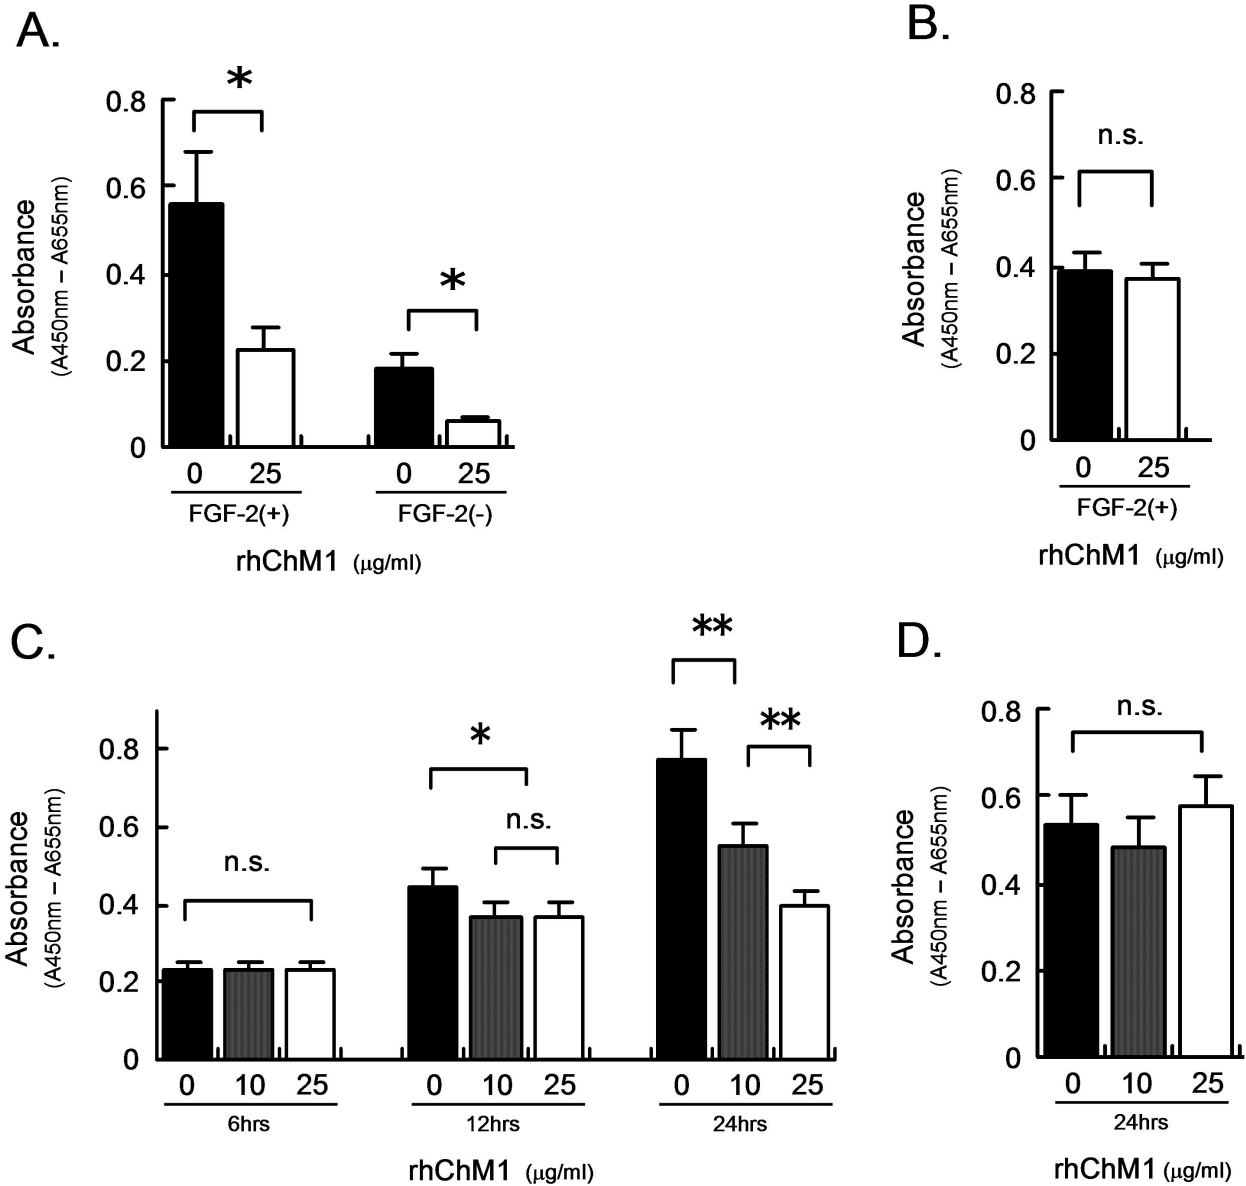 A.
*
0.8
0.6
0.4
0.2
0
Absorbance
(A450nm – A655nm)
*
0 25 0 25
FGF-2(+) FGF-2(-)
rhChM1 (μg/ml)
B.
0.8
0.6
0.4
0.2
0
Absorbance
(A450nm – A655nm)
n.s.
0 25
FGF-2(+)
rhChM1 (μg/ml)
C.
0.8
0.6
0.4
0.2
0
Absorbance
(A450nm – A655nm)
n.s.
*
n.s.
**
**
0 10 25 0 10 25 0 10 25
6hrs 12hrs 24hrs
rhChM1 (μg/ml)
D.
0.8
0.6
0.4
0.2
0
Absorbance
(A450nm – A655nm)
n.s.
0 10 25
24hrs
rhChM1 (μg/ml)